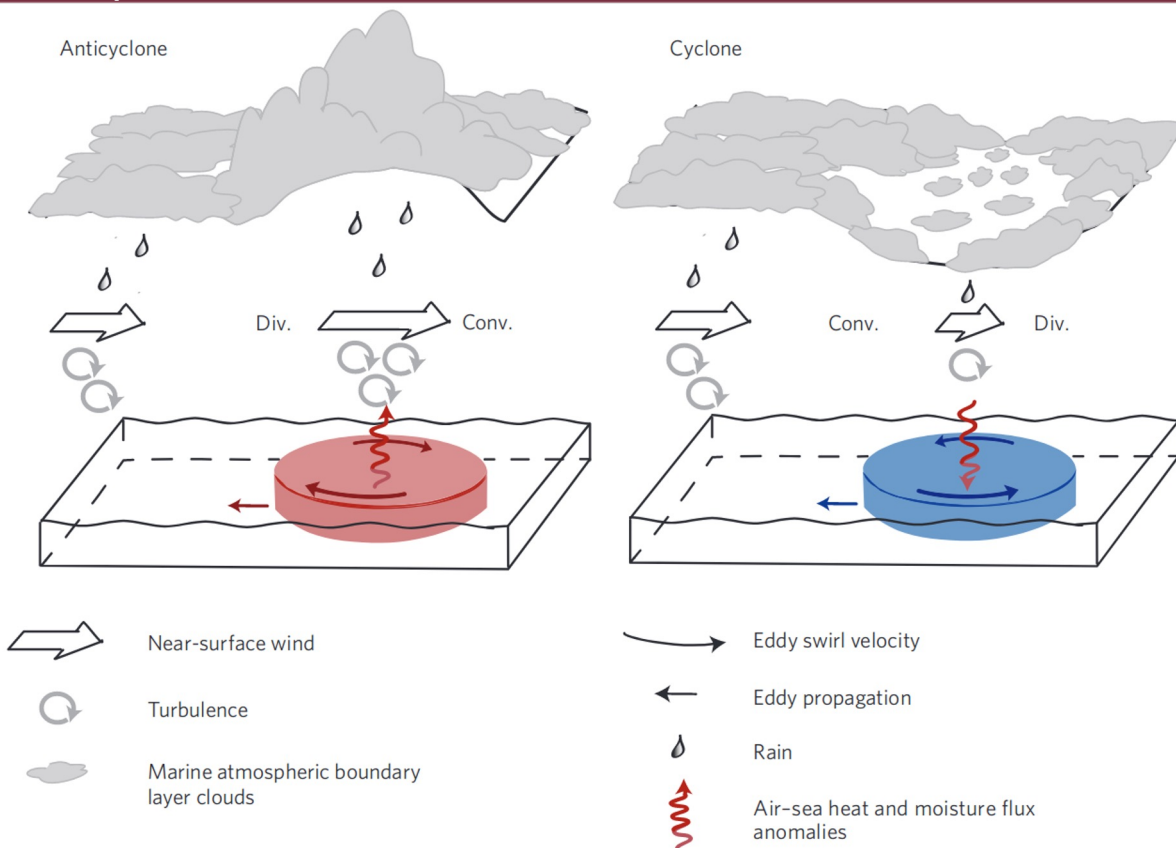 Anticyclone
Cyclone
Div.
Conv.
Conv.
Div.
Near-surface wind
Turbulence
Marine atmospheric boundary
layer clouds
Eddy swirl velocity
Eddy propagation
Rain
Air–sea heat and moisture flux
anomalies